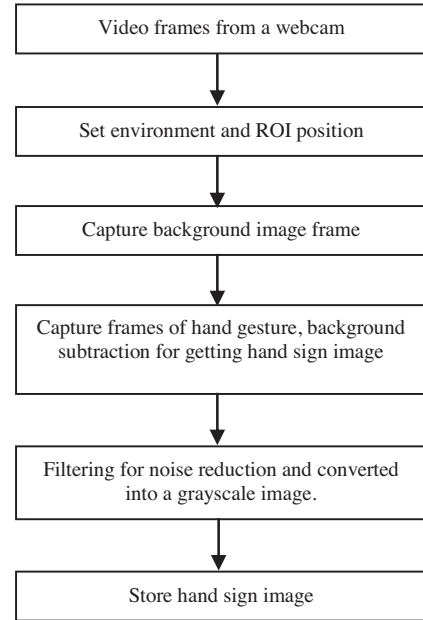 Video frames from a webcam
Set environment and ROI position
Capture background image frame
Capture frames of hand gesture, background
subtraction for getting hand sign image
Filtering for noise reduction and converted
into a grayscale image.
Store hand sign image